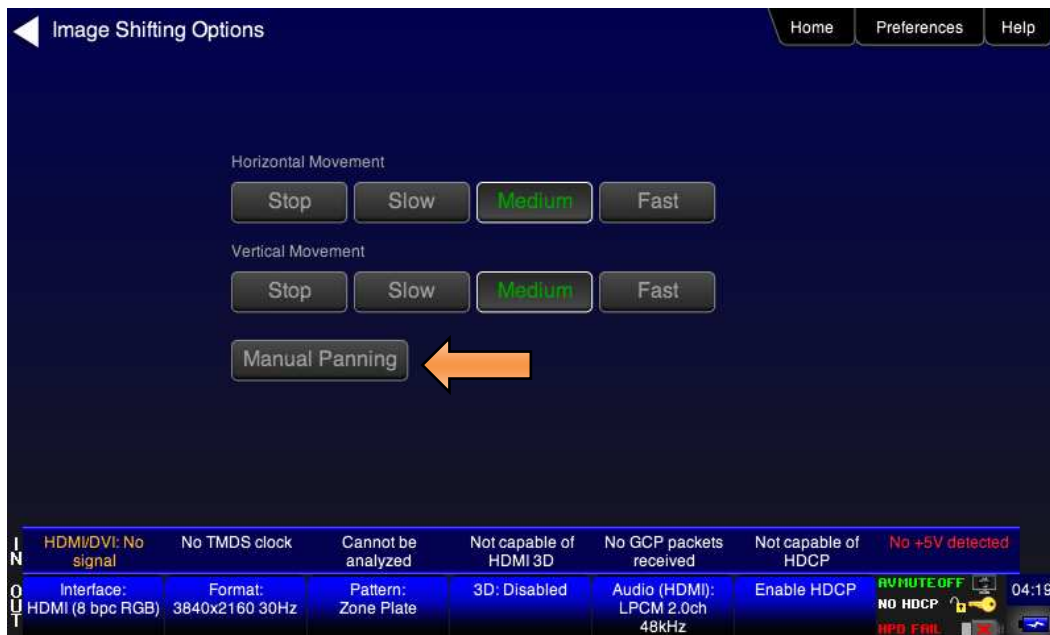 Image Shifting Options
Home
Preferences
Help
Horizontal Movement
Stop
Slow
Medium
Fast
Vertical Movement
Stop
Slow
Medium
Fast
Manual Panning
IN
HDMI/DVI: No
signal
No TMDS clock
Cannot be
analyzed
Not capable of
HDMI 3D
No GCP packets
received
Not capable of
HDCP
No +5V detected
OUT
Interface:
HDMI (8 bpc RGB)
Format:
3840x2160 30Hz
Pattern:
Zone Plate
3D: Disabled
Audio (HDMI):
LPCM 2.0ch
48kHz
Enable HDCP
AVMUTE OFF
NO HDCP
HPD FAIL
04:19